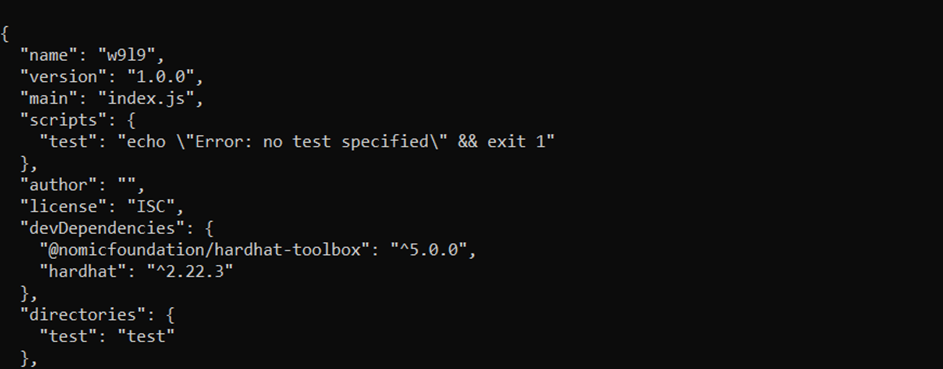 {
  "name": "w9l9",
  "version": "1.0.0",
  "main": "index.js",
  "scripts": {
    "test": "echo \"Error: no test specified\" && exit 1"
  },
  "author": "",
  "license": "ISC",
  "devDependencies": {
    "@nomicfoundation/hardhat-toolbox": "^5.0.0",
    "hardhat": "^2.22.3"
  },
  "directories": {
    "test": "test"
  },